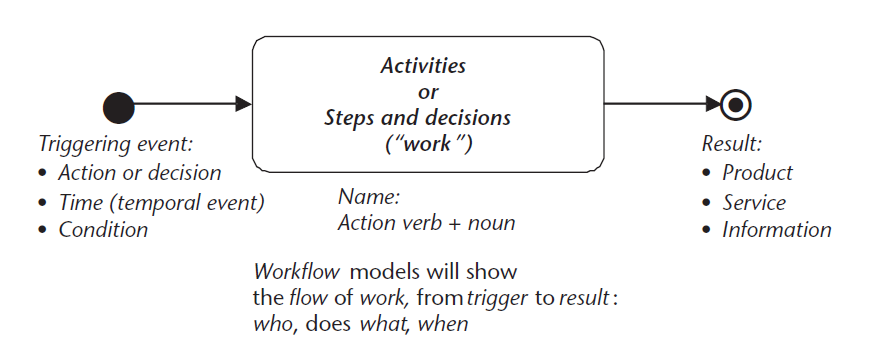 Activities
or
Steps and decisions
(“work”)
Triggering event:
• Action or decision
• Time (temporal event)
• Condition
Name:
Action verb + noun
Result:
• Product
• Service
• Information
Workflow models will show
the flow of work, from trigger to result:
who, does what, when